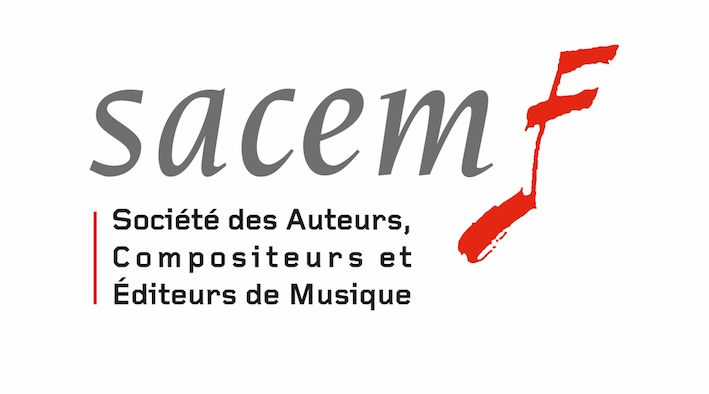 sacem
Société des Auteurs,
Compositeurs et
Éditeurs de Musique